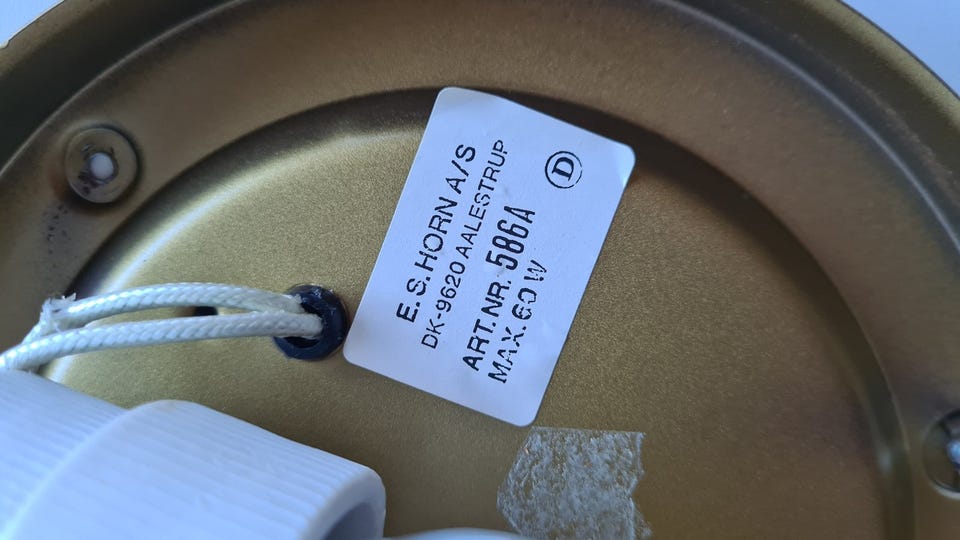 E. S. HORN A/S
DK-9620 AALESTRUP
ART. NR. 586A
MAX. 60 W
D